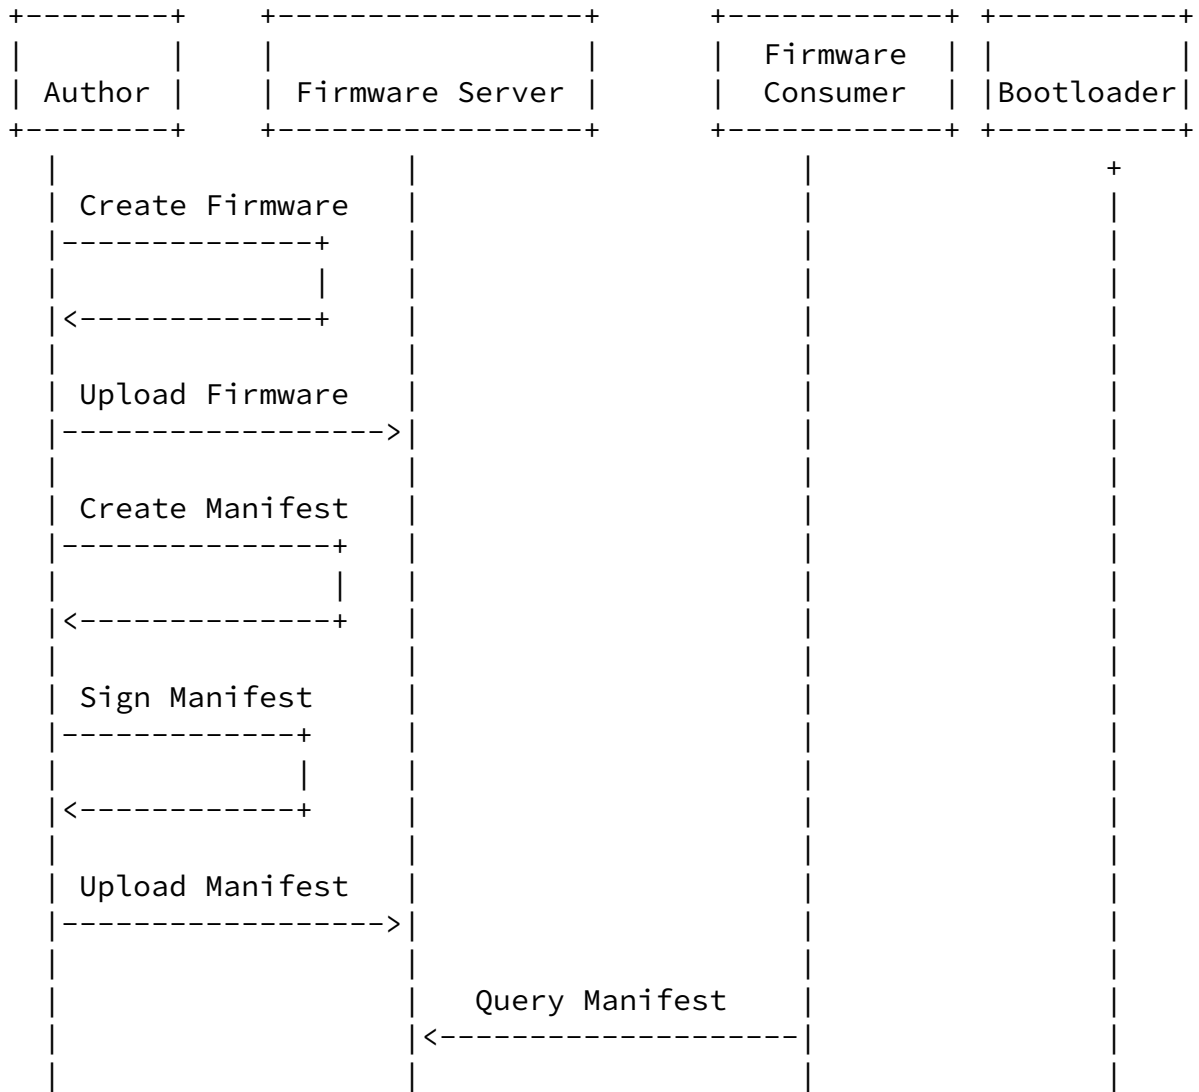 Firmware
Author Firmware Server Consumer Bootloader
Create Firmware
Upload Firmware
Create Manifest
Sign Manifest
Upload Manifest
Query Manifest